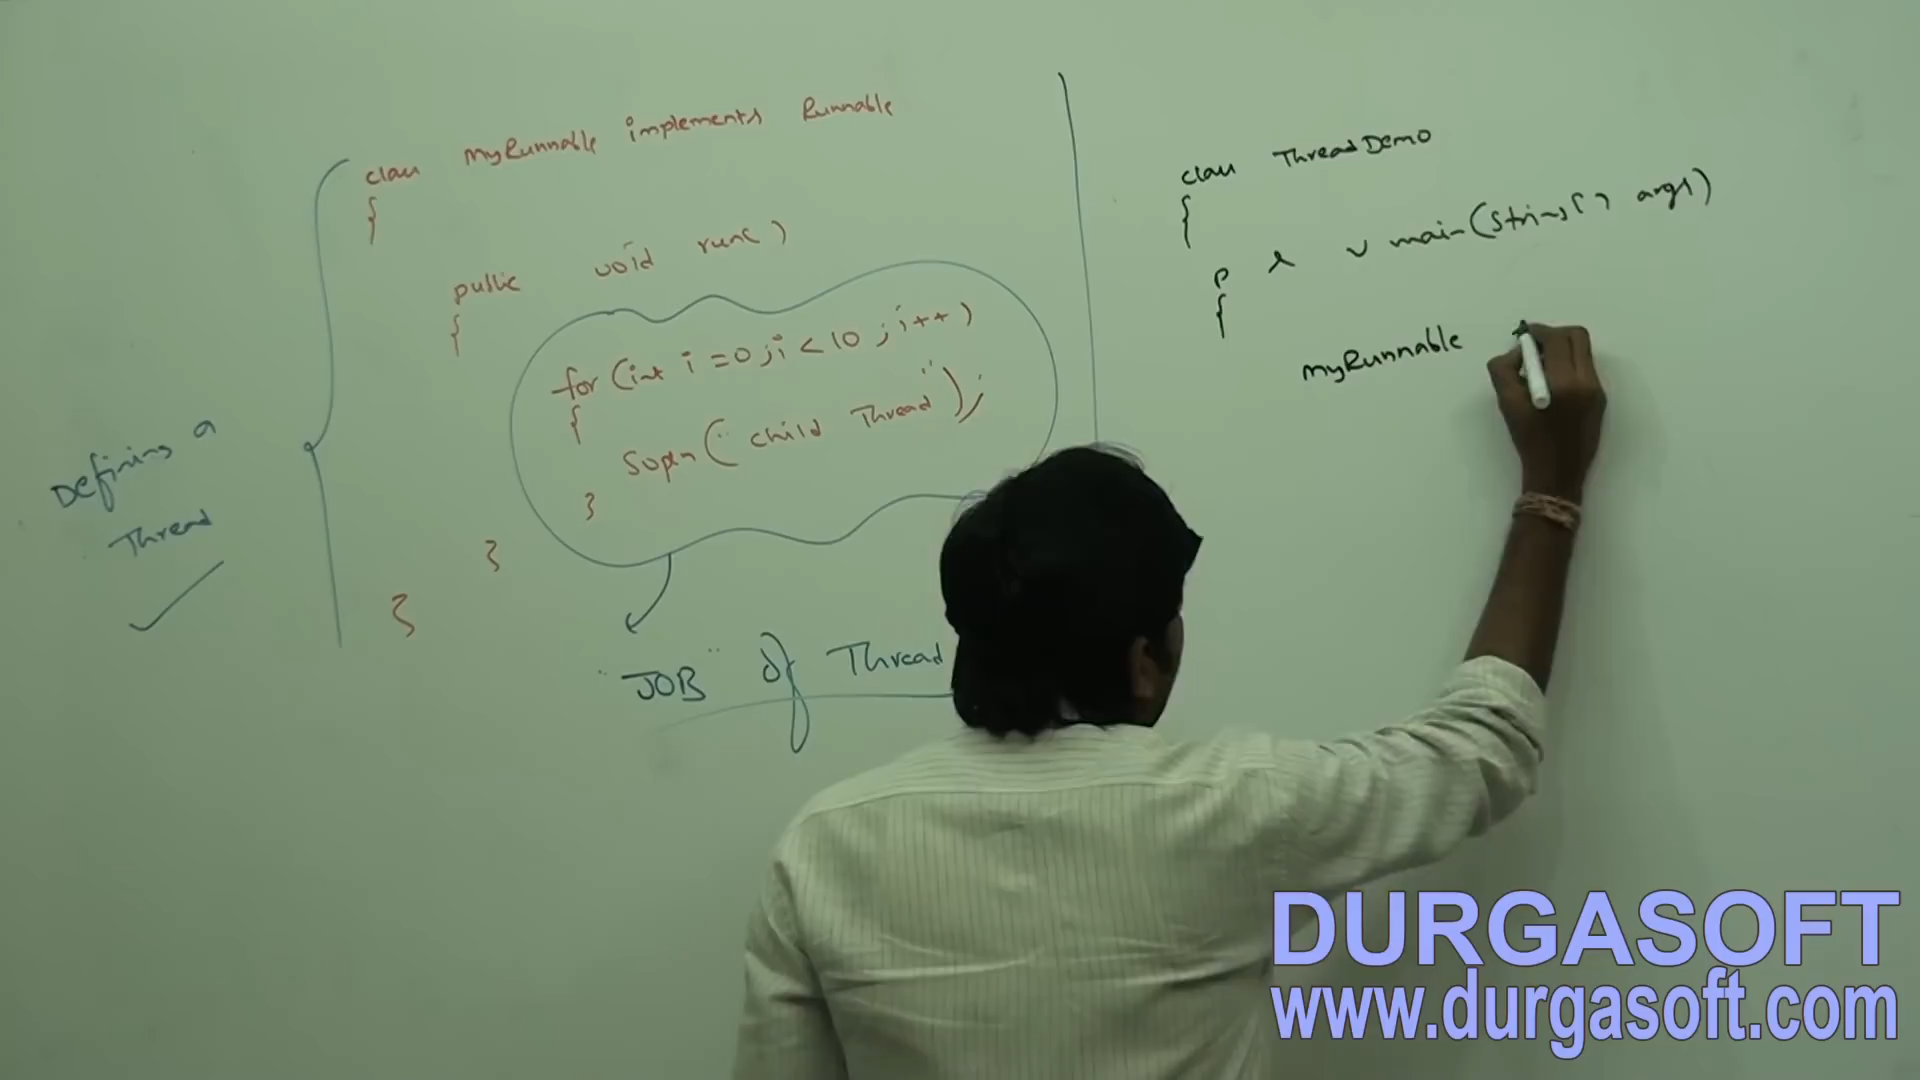 class MyRunnable implements Runnable
{
public void run()
{
for (int i=0;i<10;i++)
{
Sopln("child Thread");
}
}
}
Defining a
Thread
"JOB" of Thread
class ThreadDemo
{
p s v main(String[] args)
{
MyRunnable
DURGASOFT
www.durgasoft.com